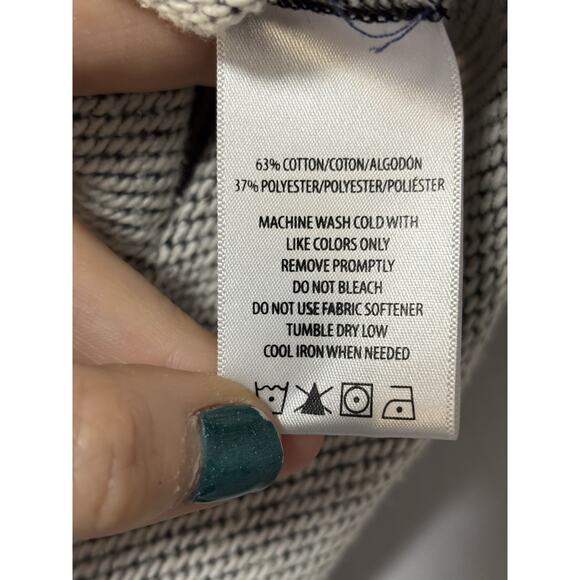 63% COTTON/COTON/ALGODÓN
37% POLYESTER/POLYESTER/POLIÉSTER
MACHINE WASH COLD WITH
LIKE COLORS ONLY
REMOVE PROMPTLY
DO NOT BLEACH
DO NOT USE FABRIC SOFTENER
TUMBLE DRY LOW
COOL IRON WHEN NEEDED